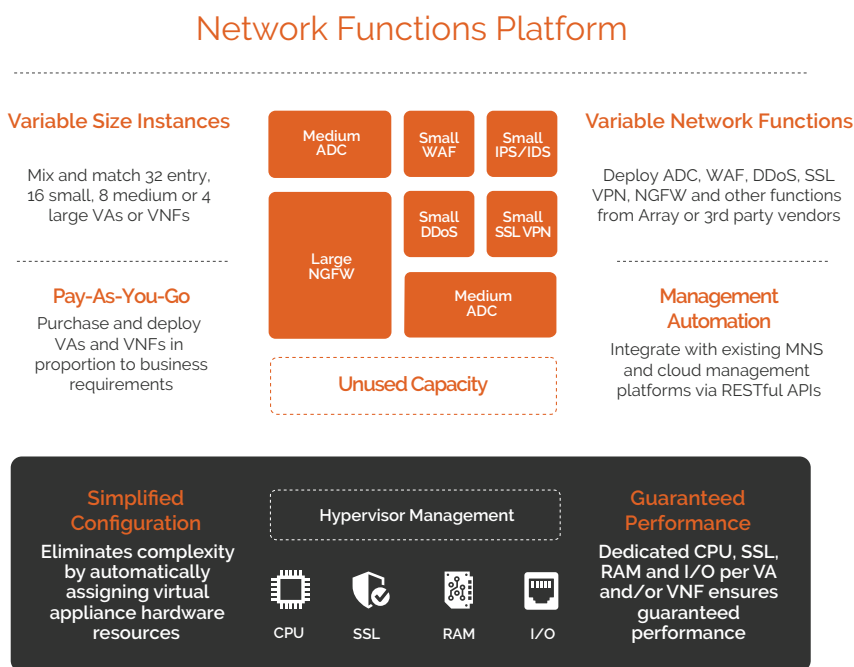 Network Functions Platform
Variable Size Instances
Mix and match 32 entry,
16 small, 8 medium or 4
large VAs or VNFs
Pay-As-You-Go
Purchase and deploy
VAs and VNFs in
proportion to business
requirements
Medium
ADC
Small
WAF
Small
IPS/IDS
Large
NGFW
Small
DDoS
Small
SSL VPN
Medium
ADC
Unused Capacity
Variable Network Functions
Deploy ADC, WAF, DDoS, SSL
VPN, NGFW and other functions
from Array or 3rd party vendors
Management
Automation
Integrate with existing MNS
and cloud management
platforms via RESTful APIs
Simplified
Configuration
Eliminates complexity
by automatically
assigning virtual
appliance hardware
resources
Hypervisor Management
CPU
SSL
RAM
I/O
Guaranteed
Performance
Dedicated CPU, SSL,
RAM and I/O per VA
and/or VNF ensures
guaranteed
performance